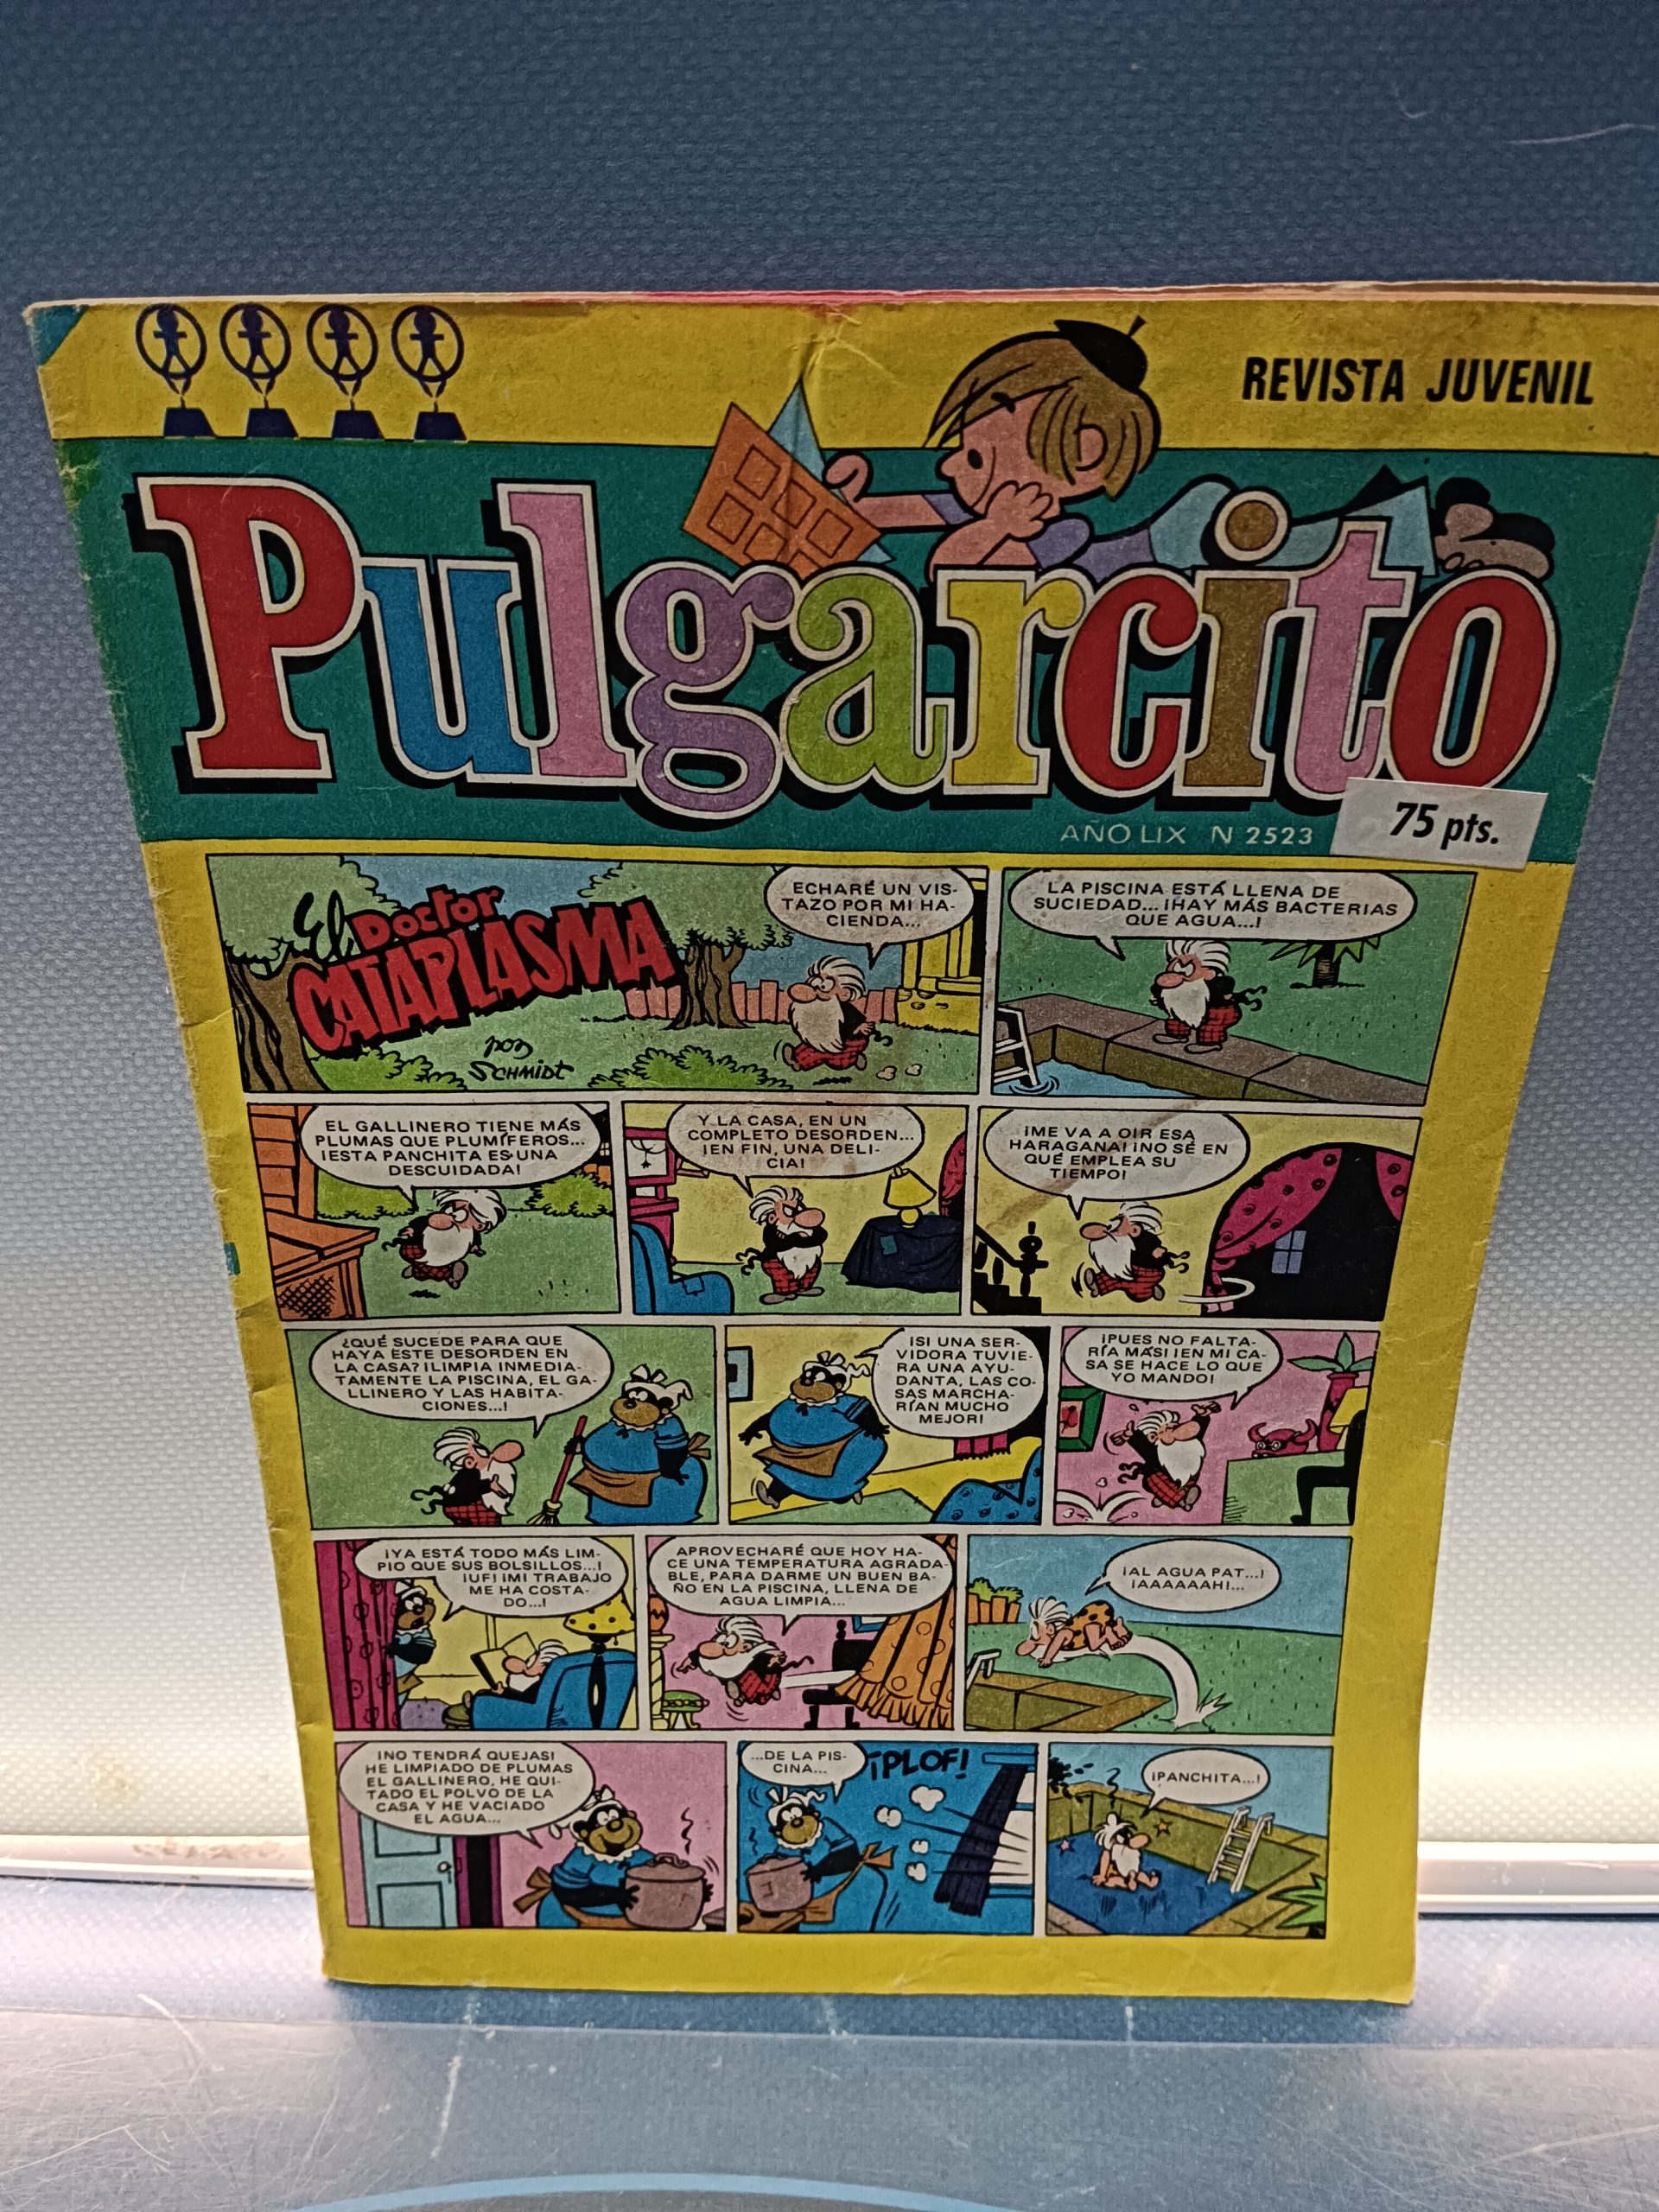 REVISTA JUVENIL
Pulgarcito
AÑO LIX N 2523
75 pts.
El
Doctor
CATAPLASMA
por
SCHMIDT
ECHARÉ UN VIS-
TAZO POR MI HA-
CIENDA...
LA PISCINA ESTÁ LLENA DE
SUCIEDAD... ¡HAY MÁS BACTERIAS
QUE AGUA...!
EL GALLINERO TIENE MÁS
PLUMAS QUE PLUMÍFEROS...
¡ESTA PANCHITA ES UNA
DESCUIDADA!
Y LA CASA, EN UN
COMPLETO DESORDEN...
¡EN FIN, UNA DELI-
CIA!
¡ME VA A OIR ESA
HARAGANA! ¡NO SÉ EN
QUÉ EMPLEA SU
TIEMPO!
¿QUÉ SUCEDE PARA QUE
HAYA ESTE DESORDEN EN
LA CASA? ¡LIMPIA INMEDIA-
TAMENTE LA PISCINA, EL GA-
LLINERO Y LAS HABITA-
CIONES...!
¡SI UNA SER-
VIDORA TUVIE-
RA UNA AYU-
DANTA, LAS CO-
SAS MARCHA-
RÍAN MUCHO
MEJOR!
¡PUES NO FALTA-
RÍA MÁS! ¡EN MI CA-
SA SE HACE LO QUE
YO MANDO!
¡YA ESTÁ TODO MÁS LIM-
PIO QUE SUS BOLSILLOS...!
¡UF! ¡MI TRABAJO
ME HA COSTA-
DO...!
APROVECHARÉ QUE HOY HA-
CE UNA TEMPERATURA AGRADA-
BLE, PARA DARME UN BUEN BA-
ÑO EN LA PISCINA, LLENA DE
AGUA LIMPIA...
¡AL AGUA PAT...!
¡AAAAAAH!...
¡NO TENDRÁ QUEJAS!
HE LIMPIADO DE PLUMAS
EL GALLINERO, HE QUI-
TADO EL POLVO DE LA
CASA Y HE VACIADO
EL AGUA...
...DE LA PIS-
CINA...
¡PLOF!
¡PANCHITA...!